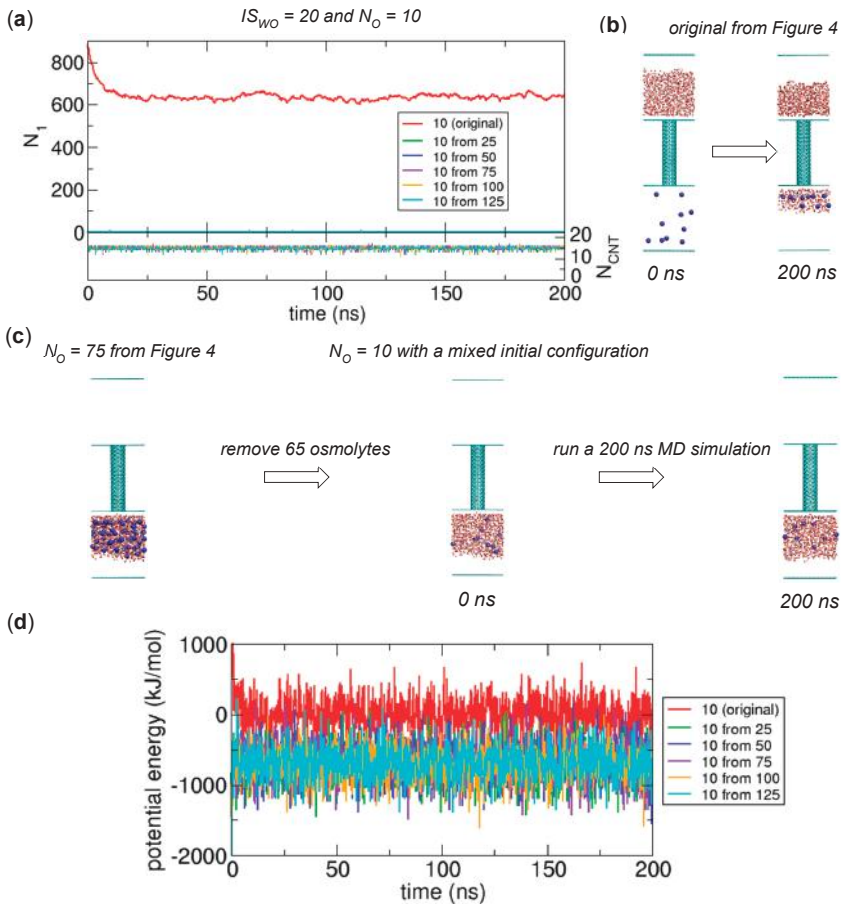 (a)
IS_WO = 20 and N_O = 10
800
600
400
200
0
N_1
10 (original)
10 from 25
10 from 50
10 from 75
10 from 100
10 from 125
20
10
0
N_CNT
0 50 100 150 200
time (ns)
(b)
original from Figure 4
0 ns
200 ns
(c)
N_O = 75 from Figure 4
N_O = 10 with a mixed initial configuration
remove 65 osmolytes
run a 200 ns MD simulation
0 ns
200 ns
(d)
potential energy (kJ/mol)
1000
0
-1000
-2000
0 50 100 150 200
time (ns)
10 (original)
10 from 25
10 from 50
10 from 75
10 from 100
10 from 125